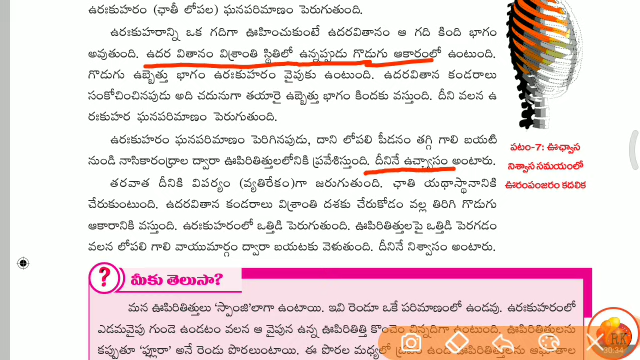 ఉరఃకుహరం (ఛాతీ లోపల) ఘనపరిమాణం పెరుగుతుంది.
ఉరఃకుహరాన్ని ఒక గదిగా ఊహించుకుంటే ఉదరవితానం ఆ గది కింది భాగం
అవుతుంది. ఉదర వితానం విశ్రాంతి స్థితిలో ఉన్నప్పుడు గొడుగు ఆకారంలో ఉంటుంది.
గొడుగు ఉబ్బెత్తు భాగం ఉరఃకుహరం వైపుకు ఉంటుంది. ఉదరవితాన కండరాలు
సంకోచించినపుడు అది చదునుగా తయారై ఉబ్బెత్తు భాగం కిందకు వస్తుంది. దీని వలన ఉ
రఃకుహర ఘనపరిమాణం పెరుగుతుంది.
ఉరఃకుహరం ఘనపరిమాణం పెరిగినపుడు, దాని లోపలి పీడనం తగ్గి గాలి బయటి
నుండి నాసికారంధ్రాల ద్వారా ఊపిరితిత్తులలోనికి ప్రవేశిస్తుంది. దీనినే ఉచ్ఛ్వాసం అంటారు.
తరవాత దీనికి విపర్యం (వ్యతిరేకం)గా జరుగుతుంది. ఛాతి యథాస్థానానికి
చేరుకుంటుంది. ఉదరవితాన కండరాలు విశ్రాంతి దశకు చేరుకోడం వల్ల తిరిగి గొడుగు
ఆకారానికి వస్తుంది. ఉరఃకుహరంలో ఒత్తిడి పెరుగుతుంది. ఊపిరితిత్తులపై ఒత్తిడి పెరగడం
వలన లోపలి గాలి వాయుమార్గం ద్వారా బయటకు వెళుతుంది. దీనినే నిశ్వాసం అంటారు.
పటం-7: ఊచ్ఛ్వాస
నిశ్వాస సమయంలో
ఊరంపంజరం కదలిక
? మీకు తెలుసా?
మన ఊపిరితిత్తులు ‘స్పాంజి’లాగా ఉంటాయి. ఇవి రెండూ ఒకే పరిమాణంలో ఉండవు. ఉరఃకుహరంలో
ఎడమవైపు గుండె ఉండటం వలన ఆ వైపున ఉన్న ఊపిరితిత్తి కొంచెం చిన్నదిగా ఉంటుంది. ఊపిరితిత్తులను
కప్పుతూ ‘ప్లూరా’ అనే రెండు పొరలుంటాయి. ఈ పొరల మధ్యలో